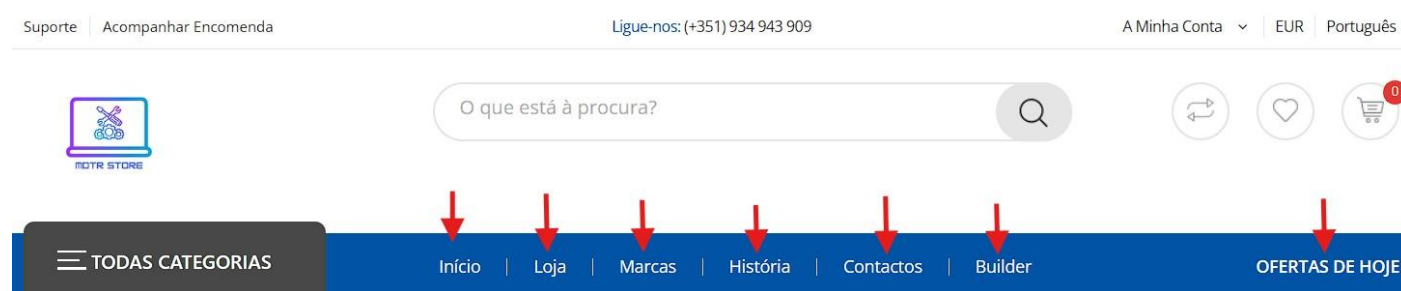 Suporte Acompanhar Encomenda Ligue-nos: (+351) 934 943 909 A Minha Conta EUR Português
O que está à procura?
0
MDTR STORE
TODAS CATEGORIAS Início | Loja | Marcas | História | Contactos | Builder OFERTAS DE HOJE